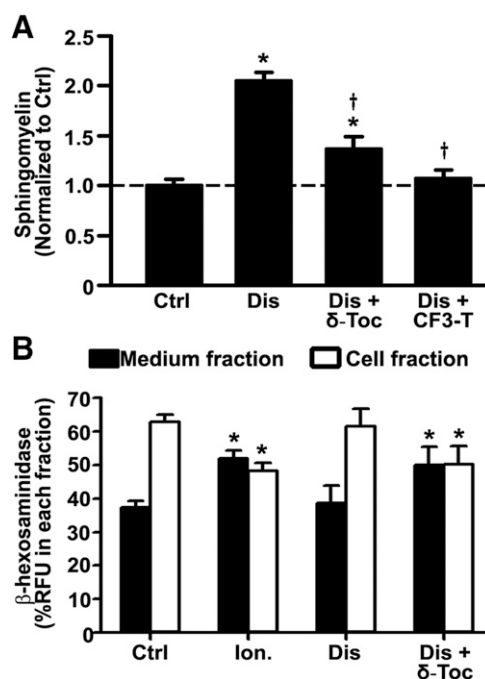 A
Sphingomyelin
(Normalized to Ctrl)
2.5
2.0
1.5
1.0
0.5
0
*
†
*
†
Ctrl
Dis
Dis +
δ-Toc
Dis +
CF3-T
B
Medium fraction
Cell fraction
β-hexosaminidase
(%RFU in each fraction)
70
60
50
40
30
20
10
0
* *
* *
Ctrl
Ion.
Dis
Dis +
δ-Toc